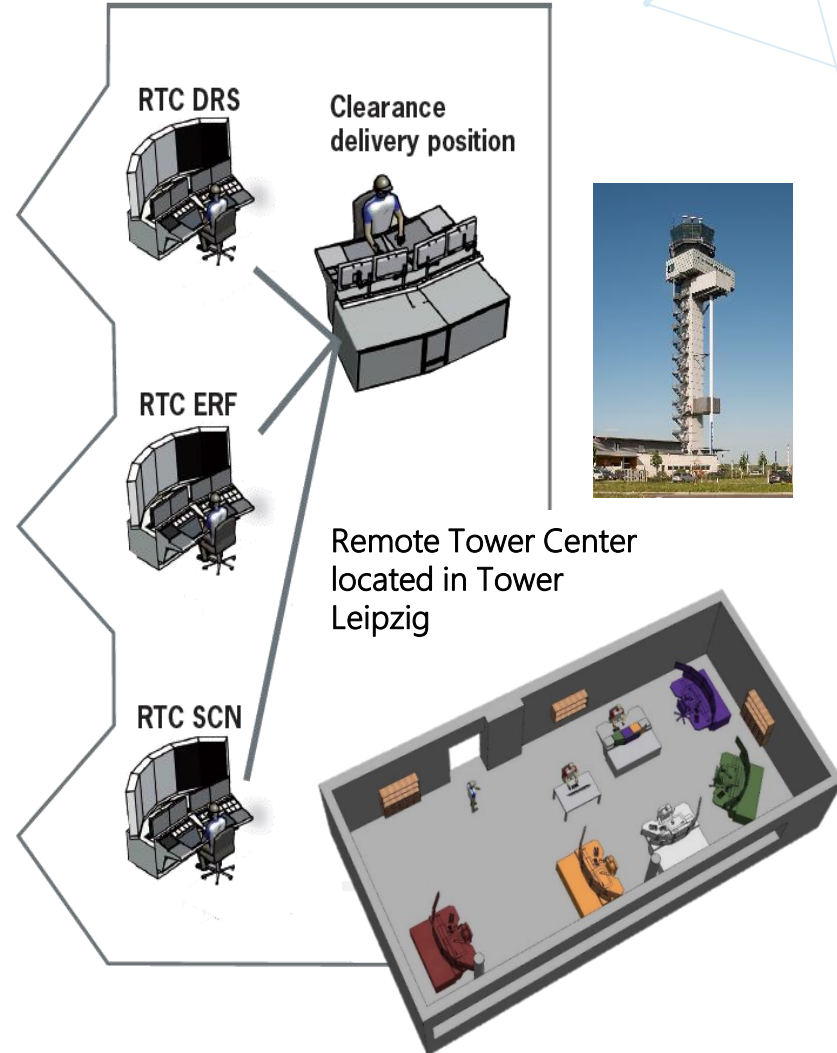 RTC DRS
Clearance
delivery position
RTC ERF
Remote Tower Center
located in Tower
Leipzig
RTC SCN